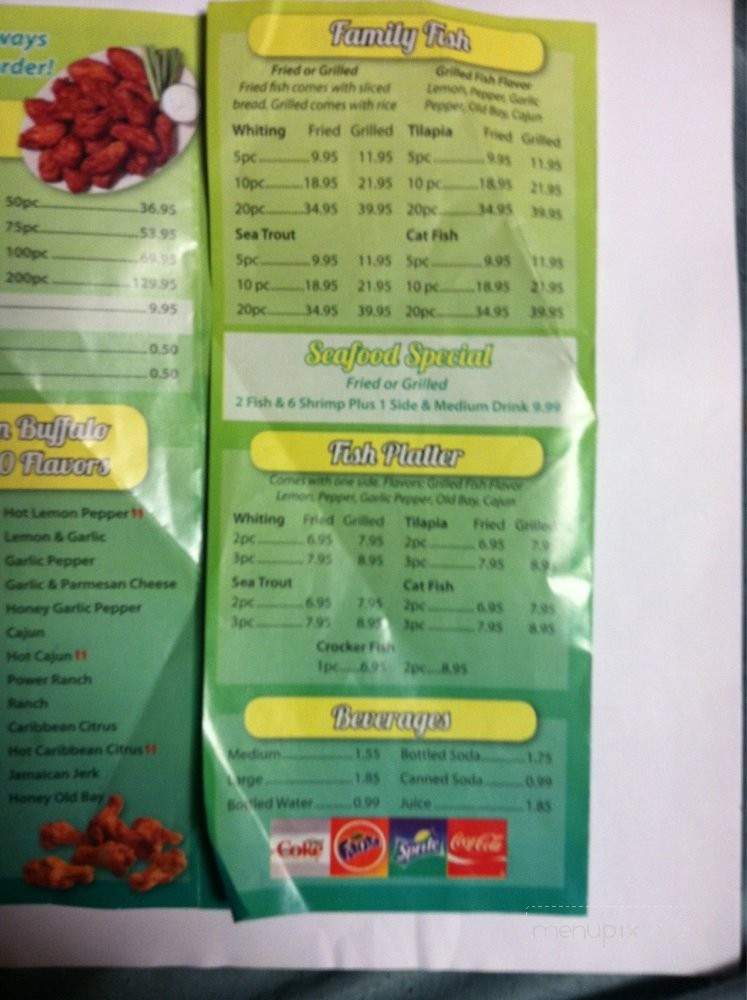 ways
rder!
50pc 36.95
75pc 53.95
100pc 69.95
200pc 129.95
9.95
0.50
0.50
n Buffalo
0 Flavors
Hot Lemon Pepper
Lemon & Garlic
Garlic Pepper
Garlic & Parmesan Cheese
Honey Garlic Pepper
Cajun
Hot Cajun
Power Ranch
Ranch
Caribbean Citrus
Hot Caribbean Citrus
Jamaican Jerk
Honey Old Bay
Family Fish
Fried or Grilled
Fried fish comes with sliced
bread. Grilled comes with rice
Grilled Fish Flavor
Lemon, Pepper, Garlic
Pepper, Old Bay, Cajun
Whiting Fried Grilled
5pc 9.95 11.95
10pc 18.95 21.95
20pc 34.95 39.95
Tilapia Fried Grilled
5pc 9.95 11.95
10 pc 18.95 21.95
20pc 34.95 39.95
Sea Trout
5pc 9.95 11.95
10 pc 18.95 21.95
20pc 34.95 39.95
Cat Fish
5pc 9.95 11.95
10 pc 18.95 21.95
20pc 34.95 39.95
Seafood Special
Fried or Grilled
2 Fish & 6 Shrimp Plus 1 Side & Medium Drink 9.99
Fish Platter
Comes with one side. Flavors: Grilled Fish Flavor
Lemon, Pepper, Garlic Pepper, Old Bay, Cajun
Whiting Fried Grilled
2pc 6.95 7.95
3pc 7.95 8.95
Tilapia Fried Grilled
2pc 6.95 7.9
3pc 7.95 8.9
Sea Trout
2pc 6.95 7.95
3pc 7.95 8.95
Cat Fish
2pc 6.95 7.95
3pc 7.95 8.95
Crocker Fish
1pc 6.95 2pc 8.95
Beverages
Medium 1.55
Large 1.85
Bottled Water 0.99
Bottled Soda 1.75
Canned Soda 0.99
Juice 1.85
Coke
Fanta
Sprite
Coca-Cola
menupix